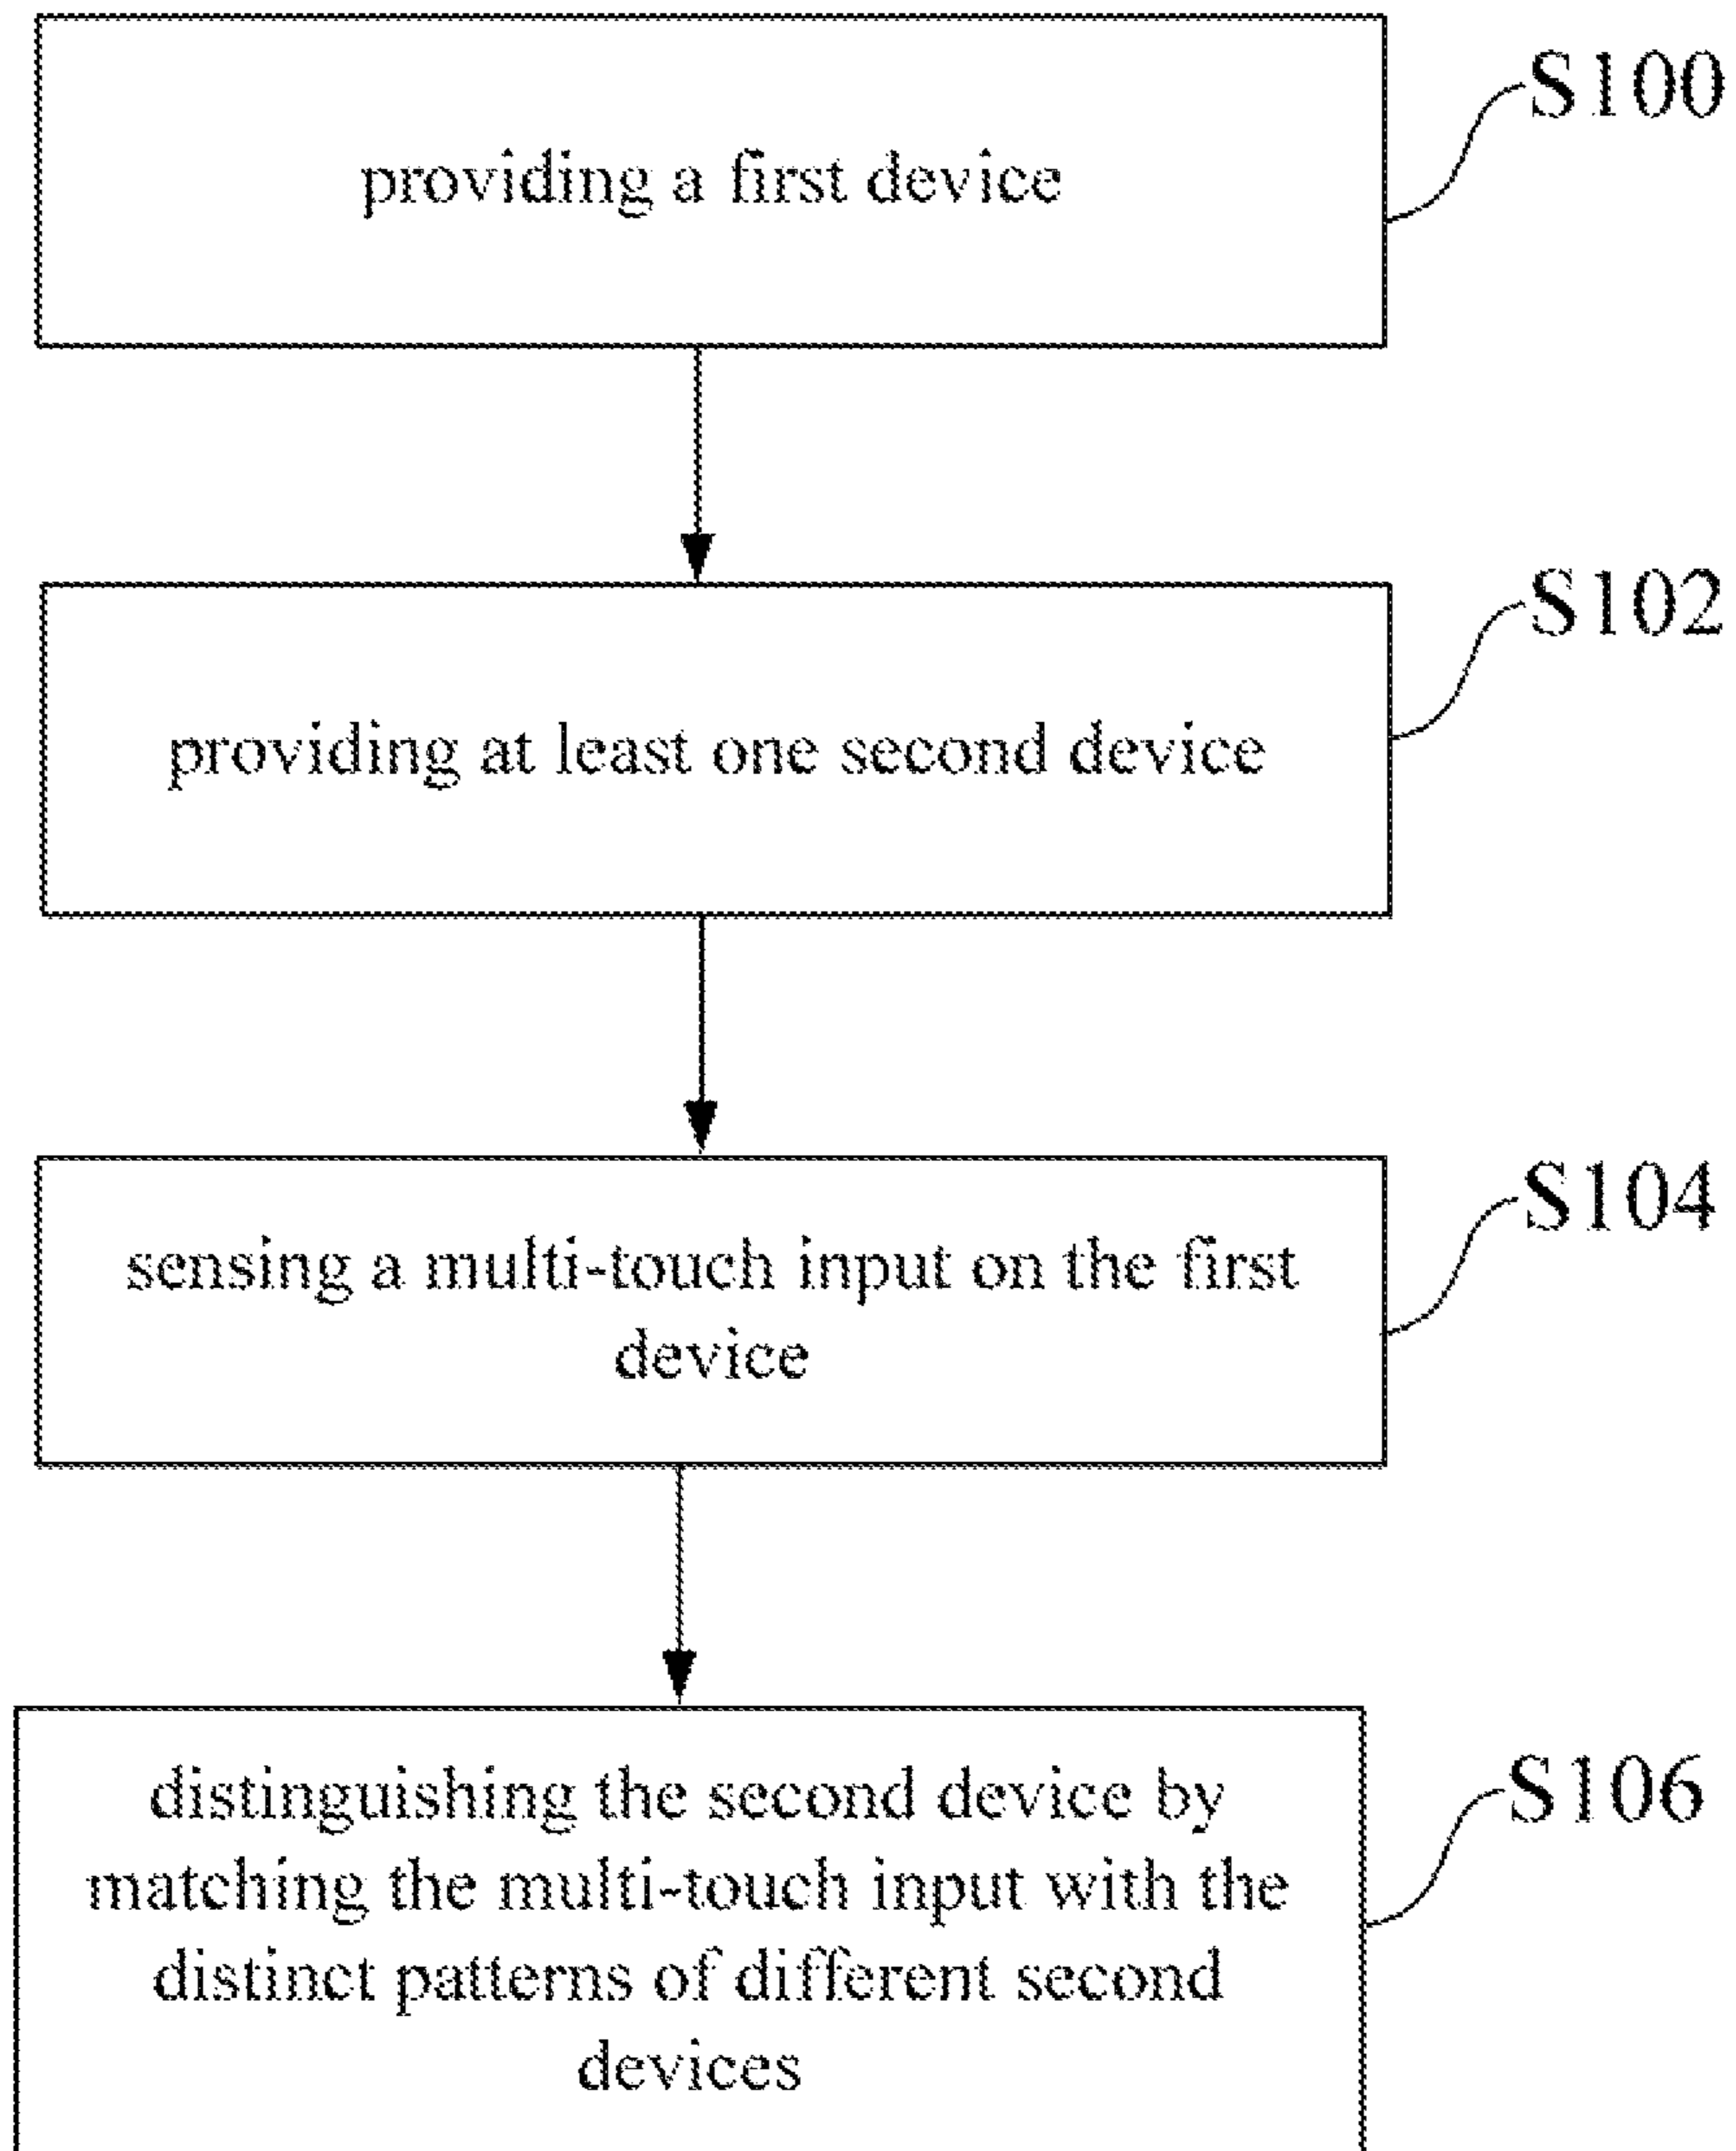 providing a first device
S100
providing at least one second device
S102
sensing a multi-touch input on the first
device
S104
distinguishing the second device by
matching the multi-touch input with the
distinct patterns of different second
devices
S106